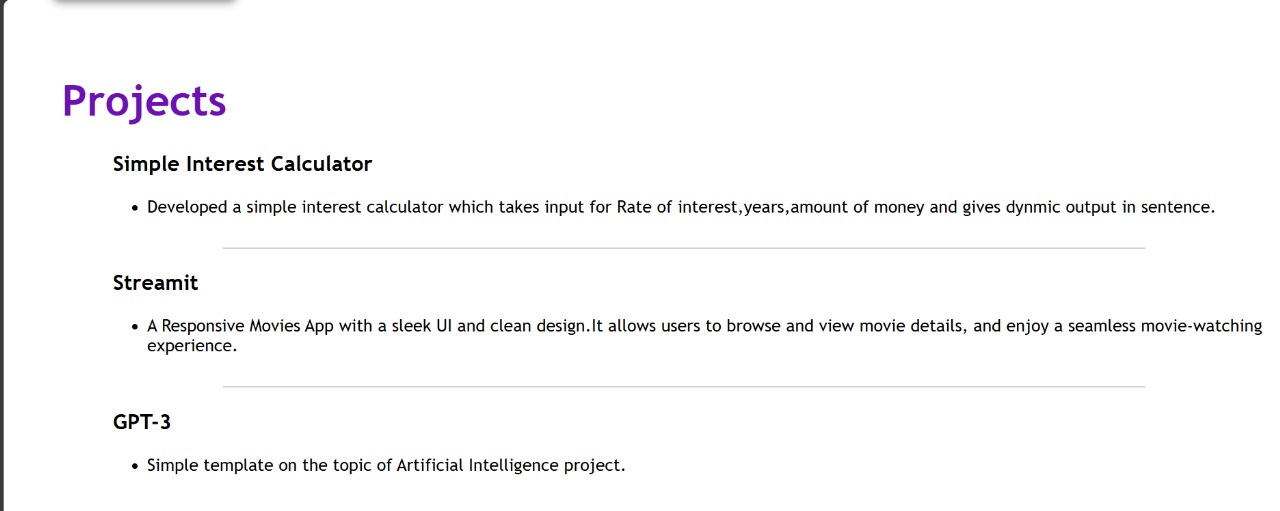 Projects
Simple Interest Calculator
• Developed a simple interest calculator which takes input for Rate of interest,years,amount of money and gives dynmic output in sentence.
Streamit
• A Responsive Movies App with a sleek UI and clean design.It allows users to browse and view movie details, and enjoy a seamless movie-watching
experience.
GPT-3
• Simple template on the topic of Artificial Intelligence project.